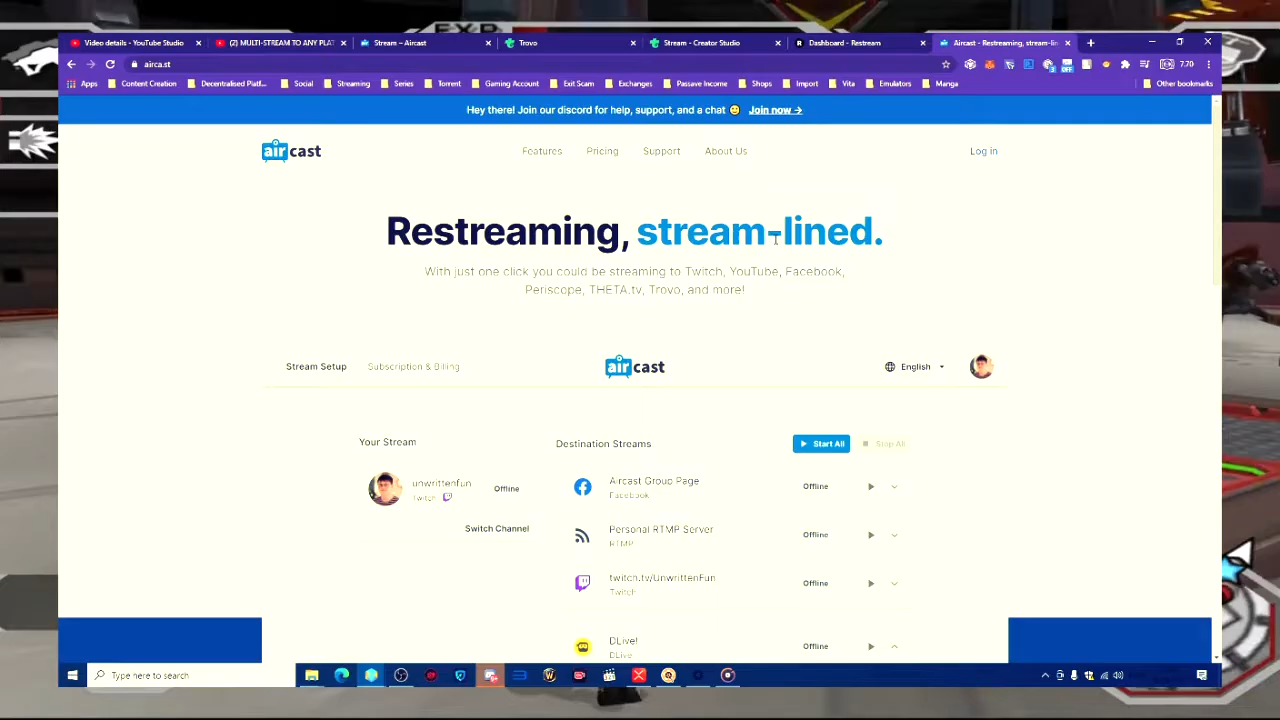 EXP
Video details - YouTube Studio
(2) MULTI-STREAM TO ANY PLAT
Stream – Aircast
Trovo
Stream - Creator Studio
Dashboard - Restream
Aircast - Restreaming, stream-lin
airca.st
7.70
Apps
Content Creation
Decentralised Platf...
Social
Streaming
Series
Torrent
Gaming Account
Exit Scam
Exchanges
Passave Income
Shops
Import
Vita
Emulators
Manga
Other bookmarks
Hey there! Join our discord for help, support, and a chat 🙂 Join now →
aircast
Features
Pricing
Support
About Us
Log in
Restreaming, stream-lined.
With just one click you could be streaming to Twitch, YouTube, Facebook,
Periscope, THETA.tv, Trovo, and more!
Stream Setup
Subscription & Billing
aircast
English
Your Stream
Destination Streams
Start All
Stop All
unwrittenfun
Twitch
Offline
Switch Channel
Aircast Group Page
Facebook
Offline
Personal RTMP Server
RTMP
Offline
twitch.tv/UnwrittenFun
Twitch
Offline
DLive!
DLive
Offline
Type here to search